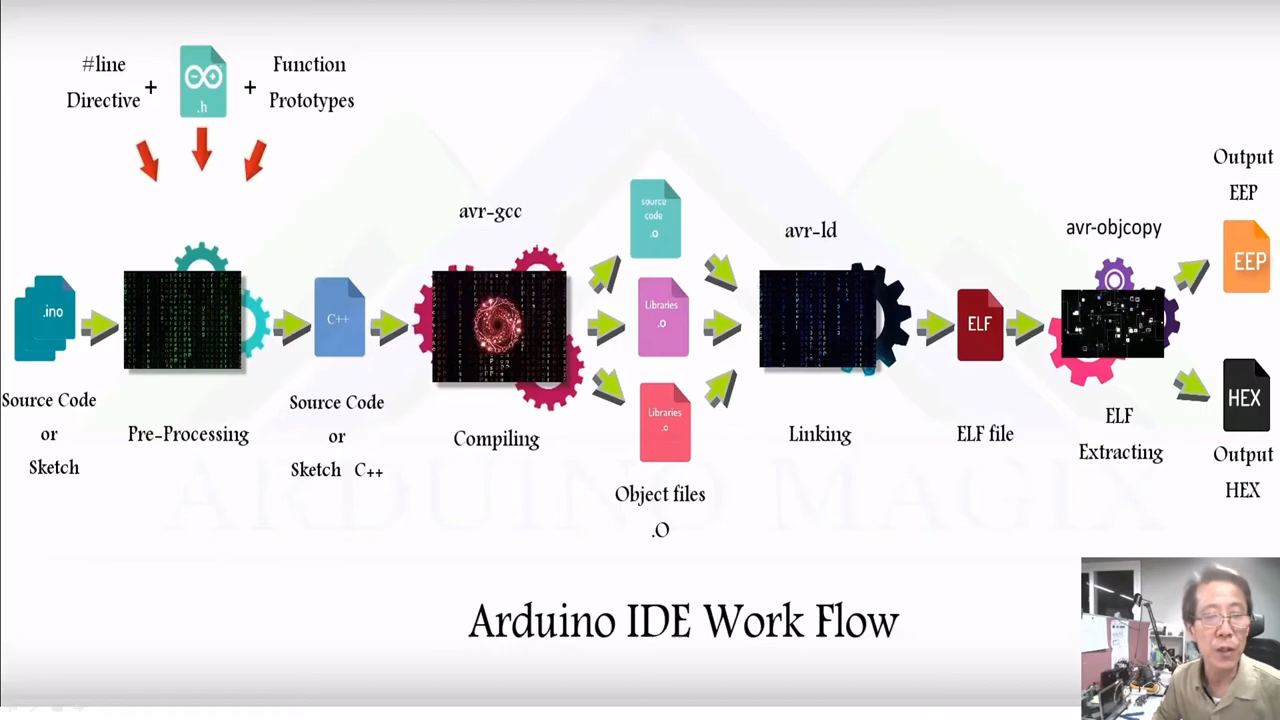 #line
Directive
+
.h
+
Function
Prototypes
.ino
Source Code
or
Sketch
Pre-Processing
C++
Source Code
or
Sketch C++
avr-gcc
Compiling
source
code
.o
Libraries
.o
Libraries
.o
Object files
.O
avr-ld
Linking
ELF
ELF file
avr-objcopy
ELF
Extracting
Output
EEP
EEP
HEX
Output
HEX
ARDUINO MAGIX
Arduino IDE Work Flow